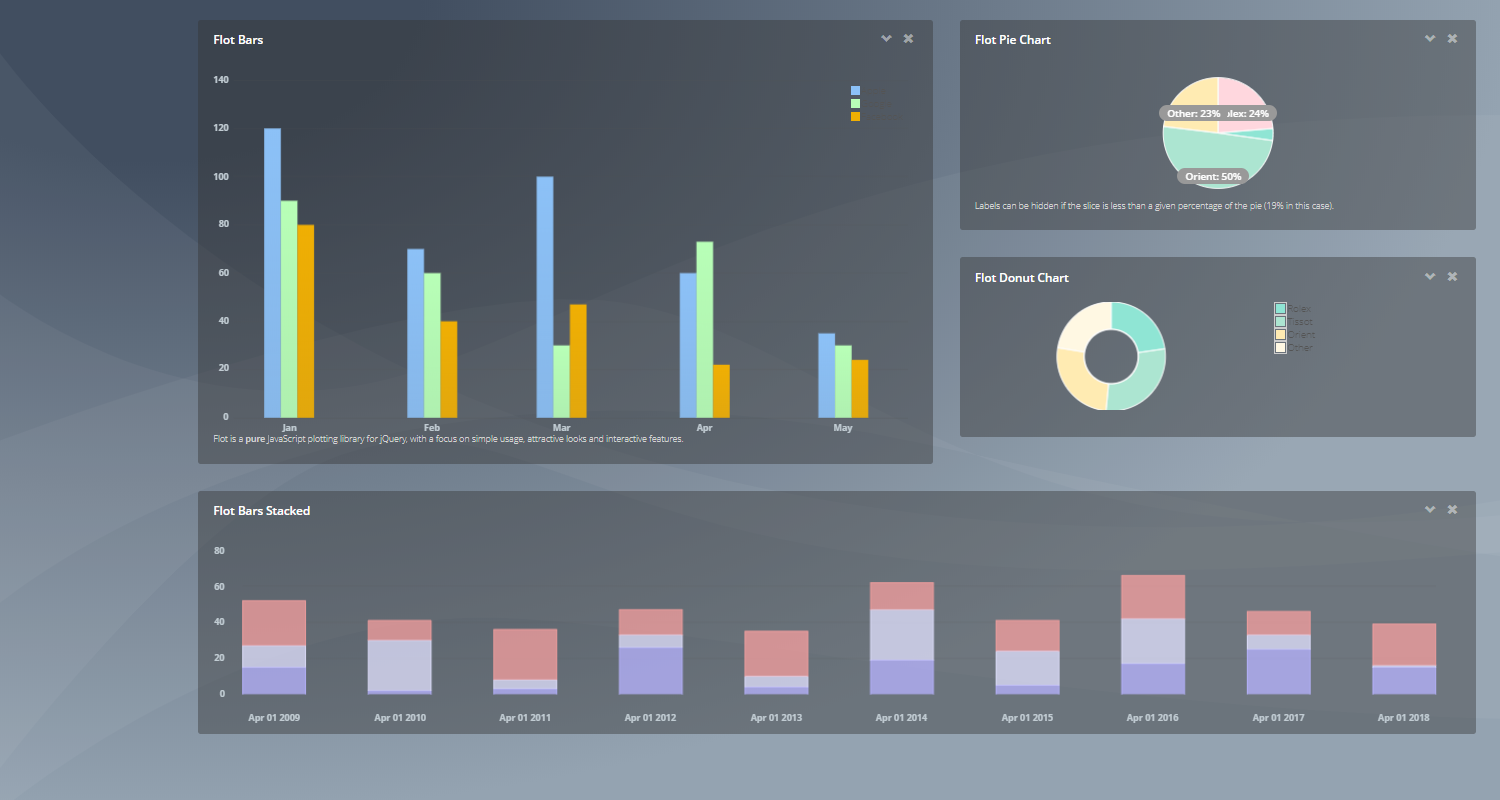 Flot Bars
140
120
100
80
60
40
20
0
Jan Feb Mar Apr May
Flot is a pure JavaScript plotting library for jQuery, with a focus on simple usage, attractive looks and interactive features.
Flot Pie Chart
Other: 23% lex: 24%
Orient: 50%
Labels can be hidden if the slice is less than a given percentage of the pie (19% in this case).
Flot Donut Chart
Rolex
Tissot
Orient
Other
Flot Bars Stacked
80
60
40
20
0
Apr 01 2009 Apr 01 2010 Apr 01 2011 Apr 01 2012 Apr 01 2013 Apr 01 2014 Apr 01 2015 Apr 01 2016 Apr 01 2017 Apr 01 2018